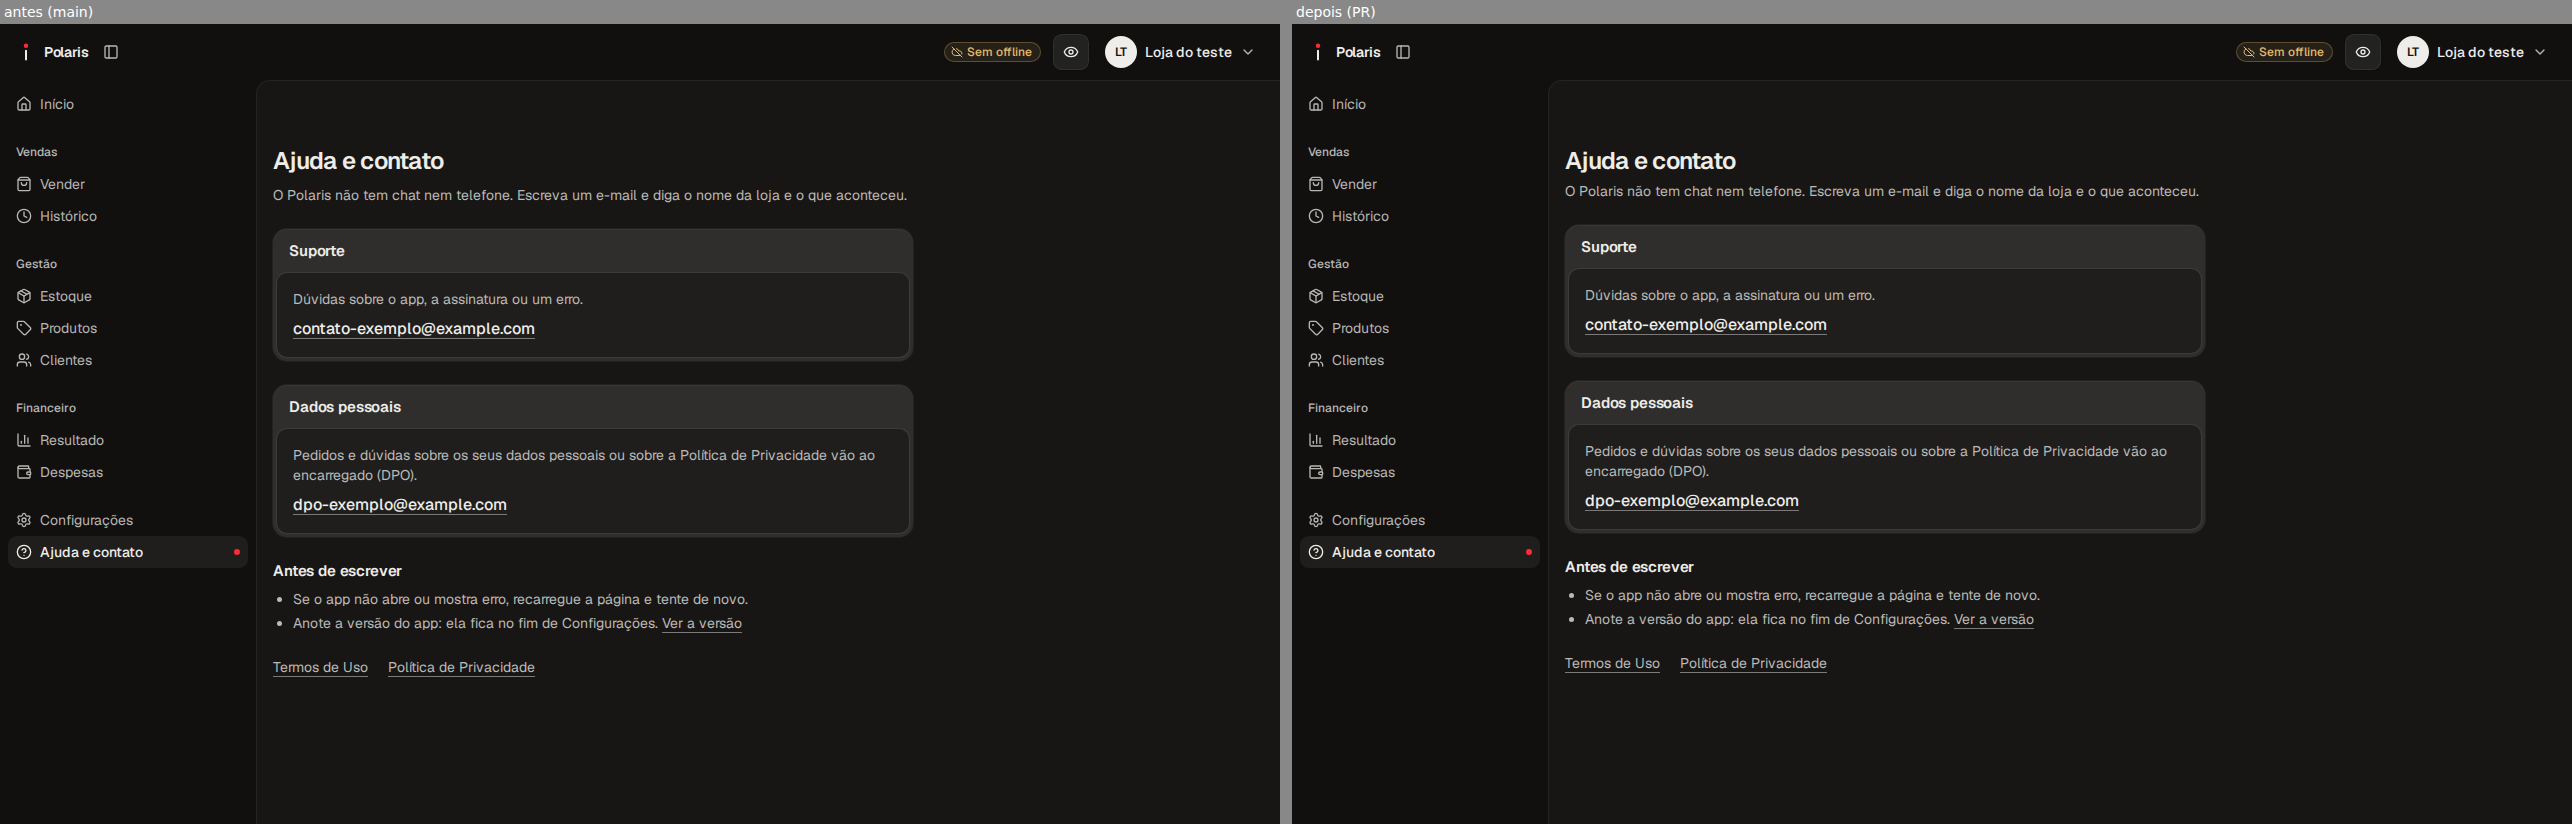 antes (main)
Polaris
Sem offline
LT
Loja do teste
Início
Vendas
Vender
Histórico
Gestão
Estoque
Produtos
Clientes
Financeiro
Resultado
Despesas
Configurações
Ajuda e contato
Ajuda e contato
O Polaris não tem chat nem telefone. Escreva um e-mail e diga o nome da loja e o que aconteceu.
Suporte
Dúvidas sobre o app, a assinatura ou um erro.
contato-exemplo@example.com
Dados pessoais
Pedidos e dúvidas sobre os seus dados pessoais ou sobre a Política de Privacidade vão ao
encarregado (DPO).
dpo-exemplo@example.com
Antes de escrever
Se o app não abre ou mostra erro, recarregue a página e tente de novo.
Anote a versão do app: ela fica no fim de Configurações. Ver a versão
Termos de Uso Política de Privacidade
depois (PR)
Polaris
Sem offline
LT
Loja do teste
Início
Vendas
Vender
Histórico
Gestão
Estoque
Produtos
Clientes
Financeiro
Resultado
Despesas
Configurações
Ajuda e contato
Ajuda e contato
O Polaris não tem chat nem telefone. Escreva um e-mail e diga o nome da loja e o que aconteceu.
Suporte
Dúvidas sobre o app, a assinatura ou um erro.
contato-exemplo@example.com
Dados pessoais
Pedidos e dúvidas sobre os seus dados pessoais ou sobre a Política de Privacidade vão ao
encarregado (DPO).
dpo-exemplo@example.com
Antes de escrever
Se o app não abre ou mostra erro, recarregue a página e tente de novo.
Anote a versão do app: ela fica no fim de Configurações. Ver a versão
Termos de Uso Política de Privacidade